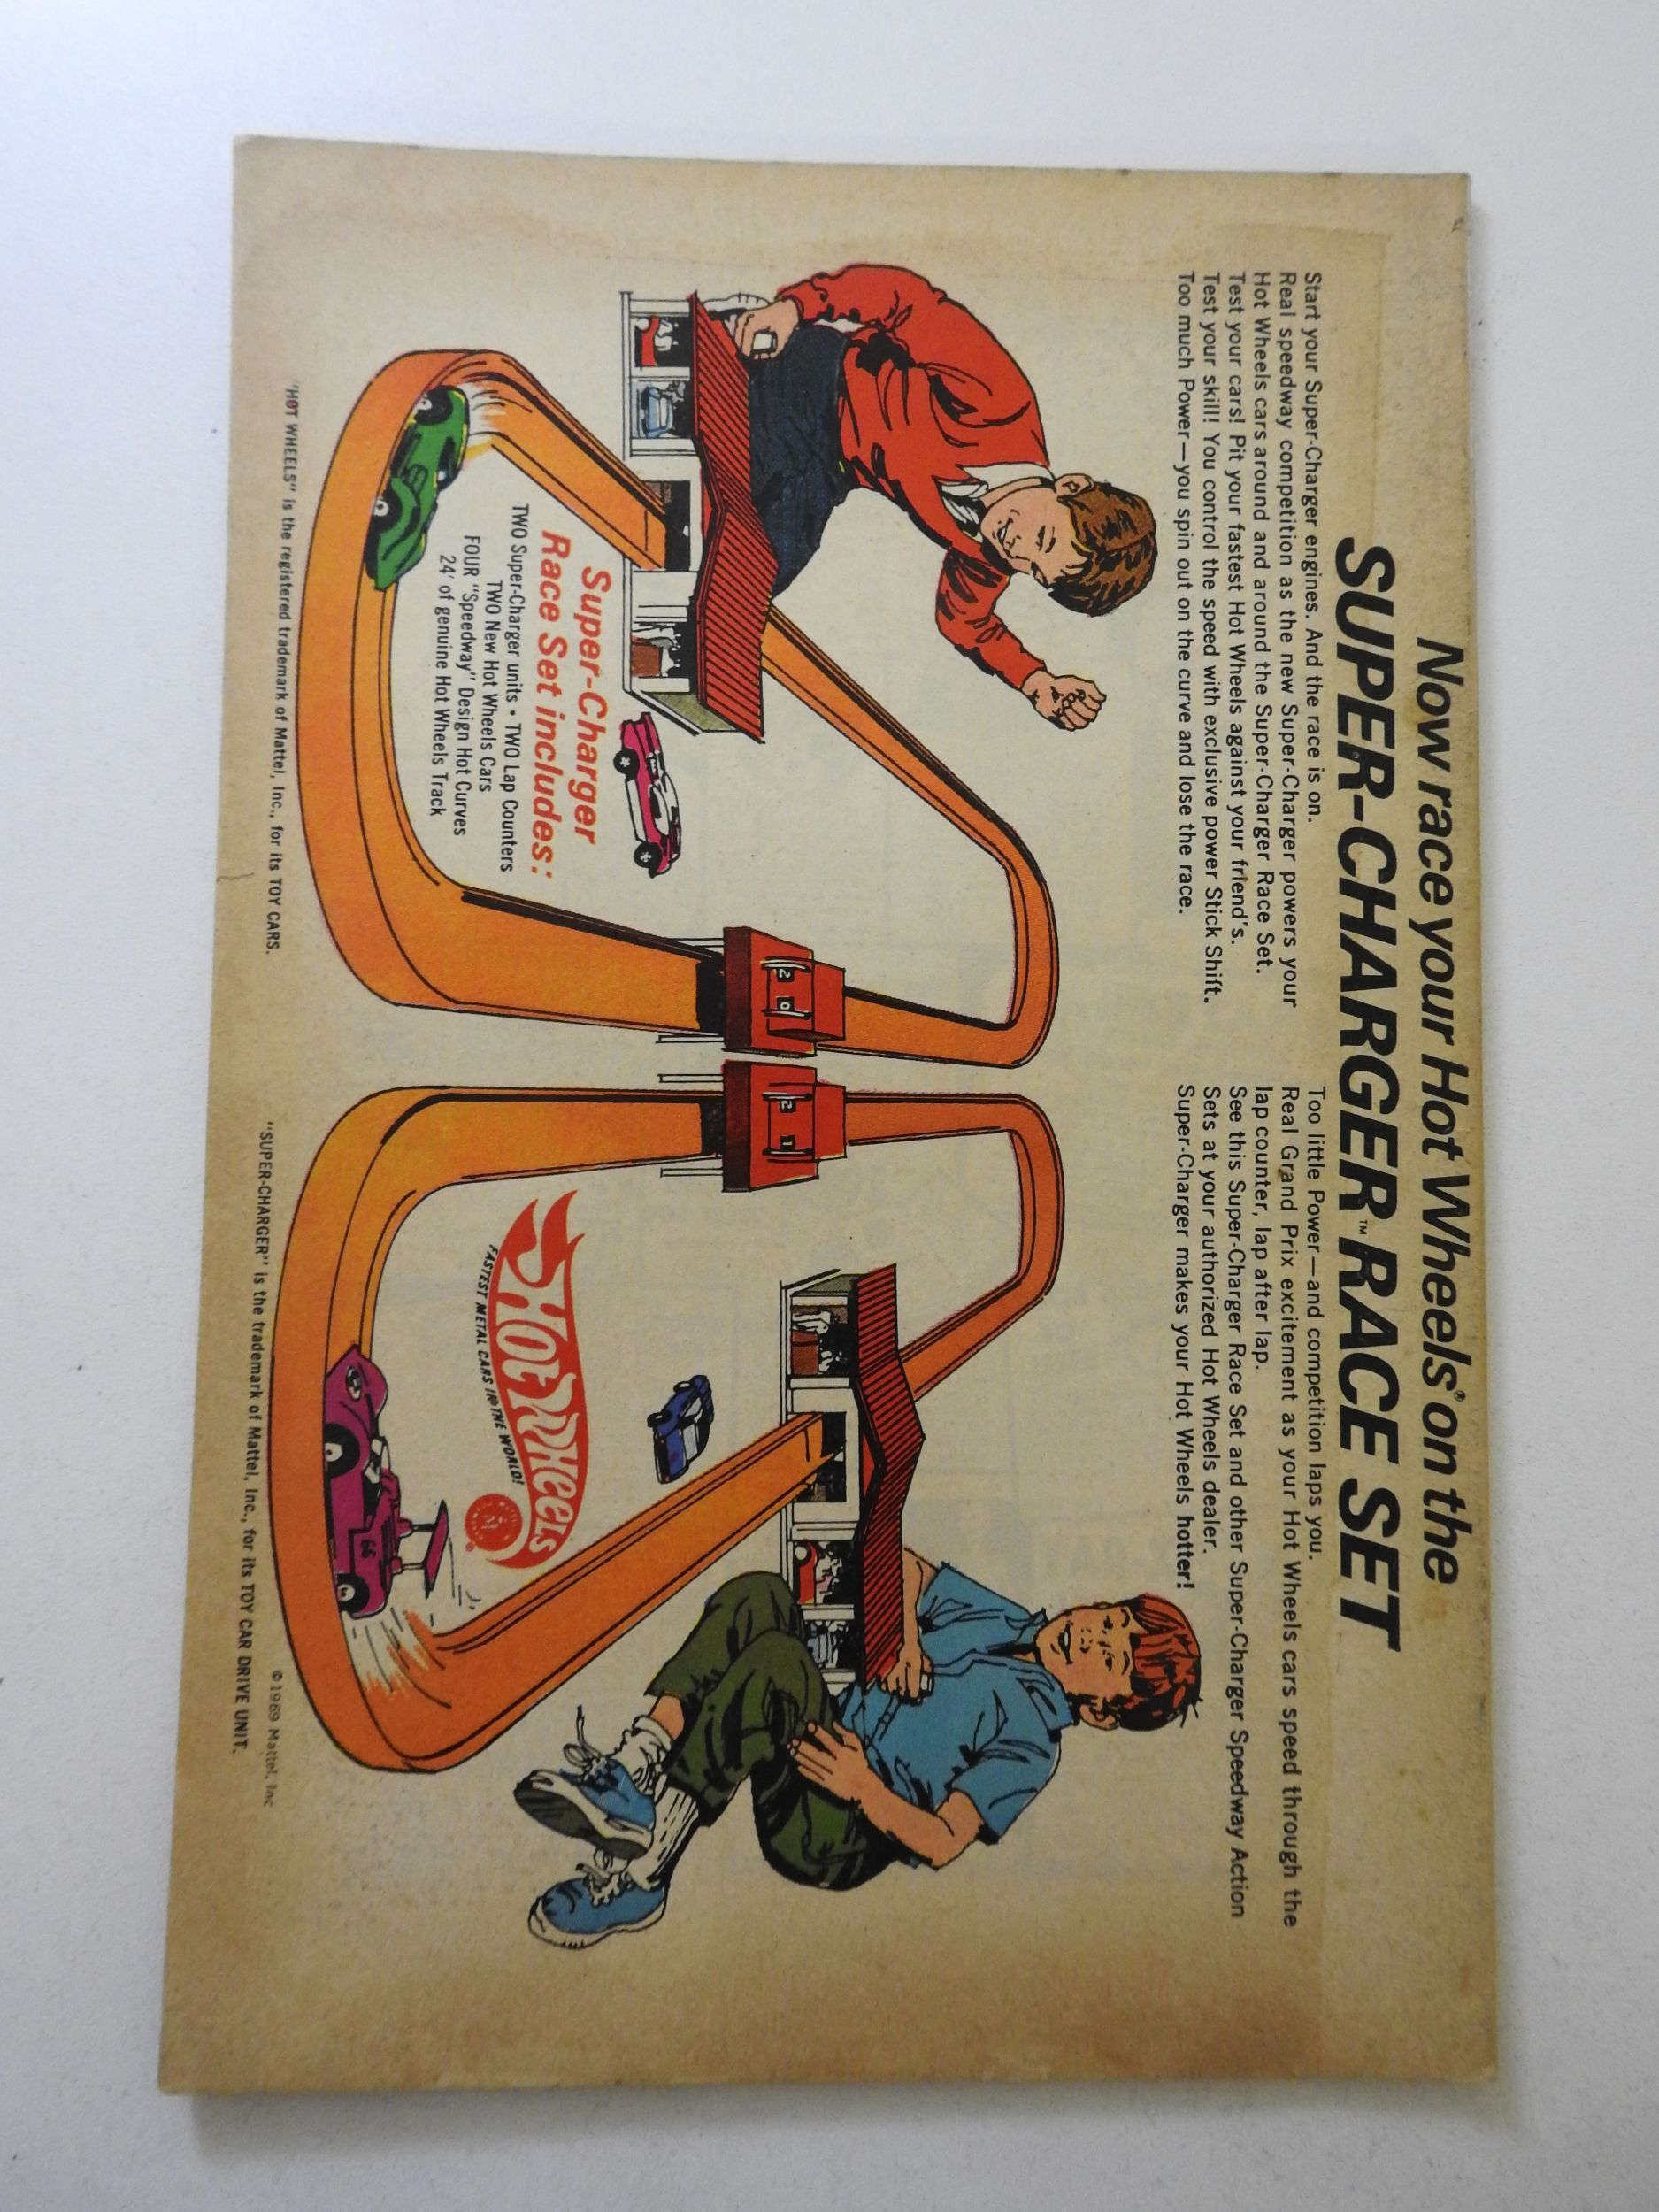 Now race your Hot Wheels® on the
SUPER-CHARGER™ RACE SET
Start your Super-Charger engines. And the race is on.
Real speedway competition as the new Super-Charger powers your
Hot Wheels cars around and around the Super-Charger Race Set.
Test your cars! Pit your fastest Hot Wheels against your friend's.
Test your skill! You control the speed with exclusive power Stick Shift.
Too much Power—you spin out on the curve and lose the race.
Too little Power—and competition laps you.
Real Grand Prix excitement as your Hot Wheels cars speed through the
lap counter, lap after lap.
See this Super-Charger Race Set and other Super-Charger Speedway Action
Sets at your authorized Hot Wheels dealer.
Super-Charger makes your Hot Wheels hotter!
2 0
2 1
Super-Charger
Race Set includes:
TWO Super-Charger units • TWO Lap Counters
TWO New Hot Wheels Cars
FOUR "Speedway" Design Hot Curves
24' of genuine Hot Wheels Track
Hot Wheels
FASTEST METAL CARS IN THE WORLD!
®
66
"HOT WHEELS" is the registered trademark of Mattel, Inc., for its TOY CARS.
© 1969 Mattel, Inc
"SUPER-CHARGER" is the trademark of Mattel, Inc., for its TOY CAR DRIVE UNIT.